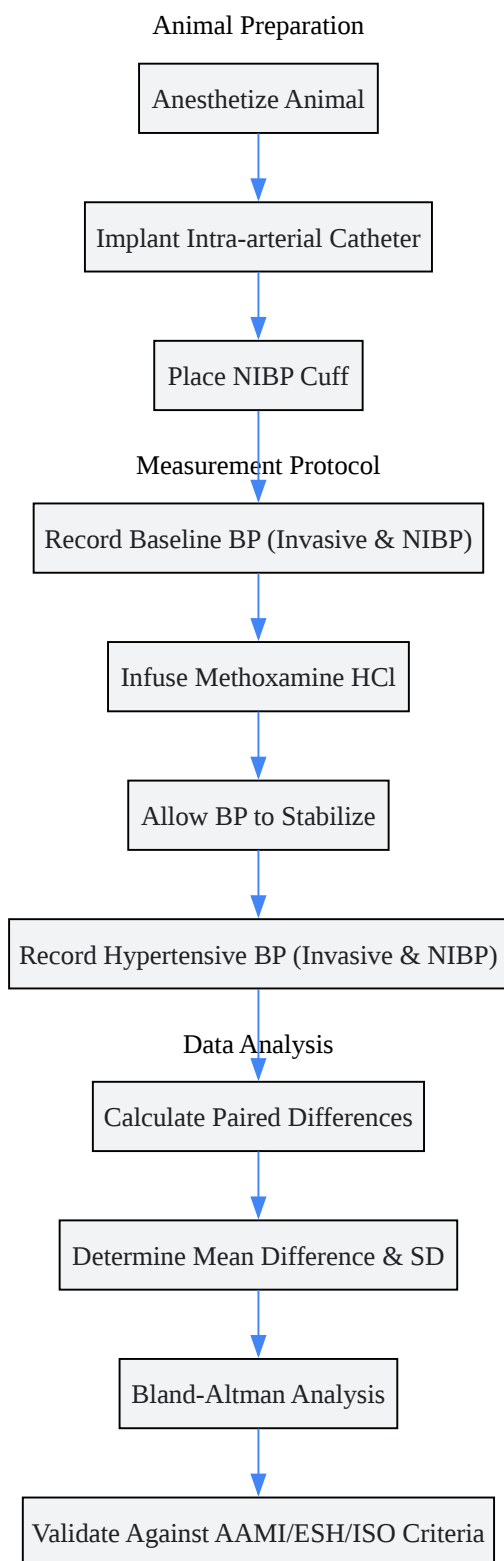 Animal Preparation
Anesthetize Animal
Implant Intra-arterial Catheter
Place NIBP Cuff
Measurement Protocol
Record Baseline BP (Invasive & NIBP)
Infuse Methoxamine HCl
Allow BP to Stabilize
Record Hypertensive BP (Invasive & NIBP)
Data Analysis
Calculate Paired Differences
Determine Mean Difference & SD
Bland-Altman Analysis
Validate Against AAMI/ESH/ISO Criteria